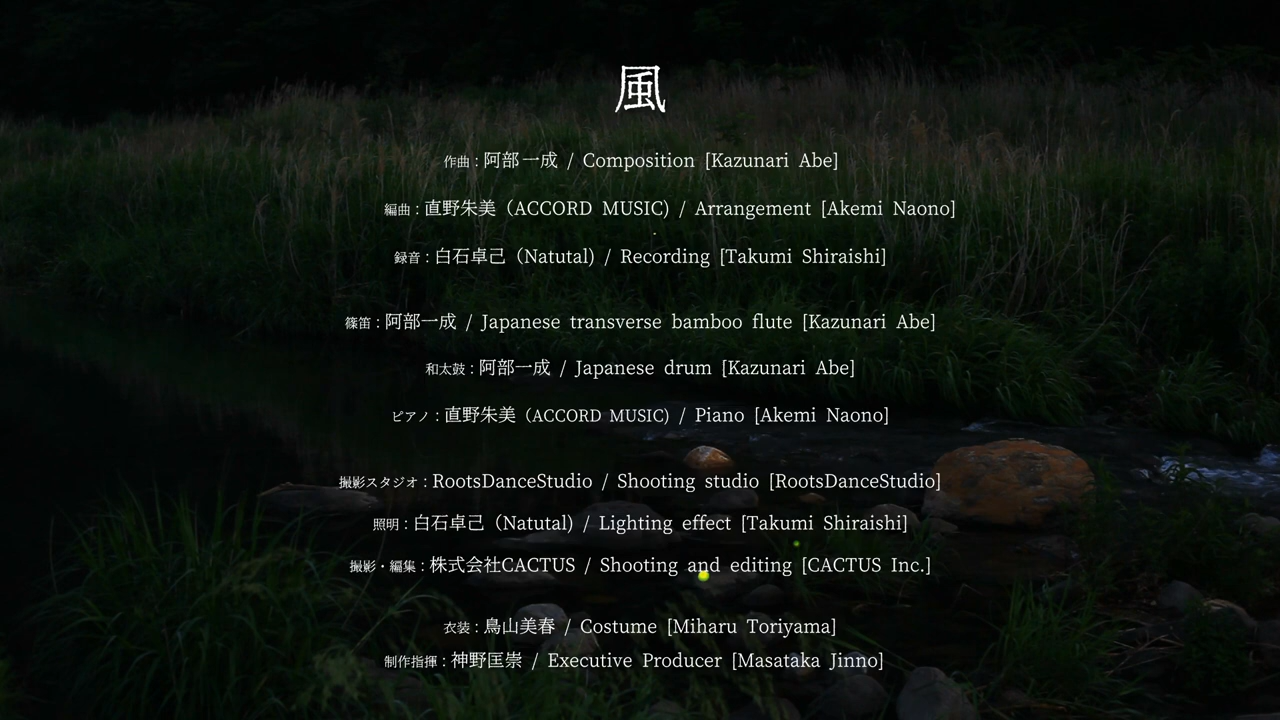 風
作曲 : 阿部一成 / Composition [Kazunari Abe]
編曲 : 直野朱美（ACCORD MUSIC) / Arrangement [Akemi Naono]
録音 : 白石卓己（Natutal) / Recording [Takumi Shiraishi]
篠笛 : 阿部一成 / Japanese transverse bamboo flute [Kazunari Abe]
和太鼓 : 阿部一成 / Japanese drum [Kazunari Abe]
ピアノ : 直野朱美（ACCORD MUSIC) / Piano [Akemi Naono]
撮影スタジオ : RootsDanceStudio / Shooting studio [RootsDanceStudio]
照明 : 白石卓己（Natutal) / Lighting effect [Takumi Shiraishi]
撮影・編集 : 株式会社CACTUS / Shooting and editing [CACTUS Inc.]
衣装 : 鳥山美春 / Costume [Miharu Toriyama]
制作指揮 : 神野匡崇 / Executive Producer [Masataka Jinno]